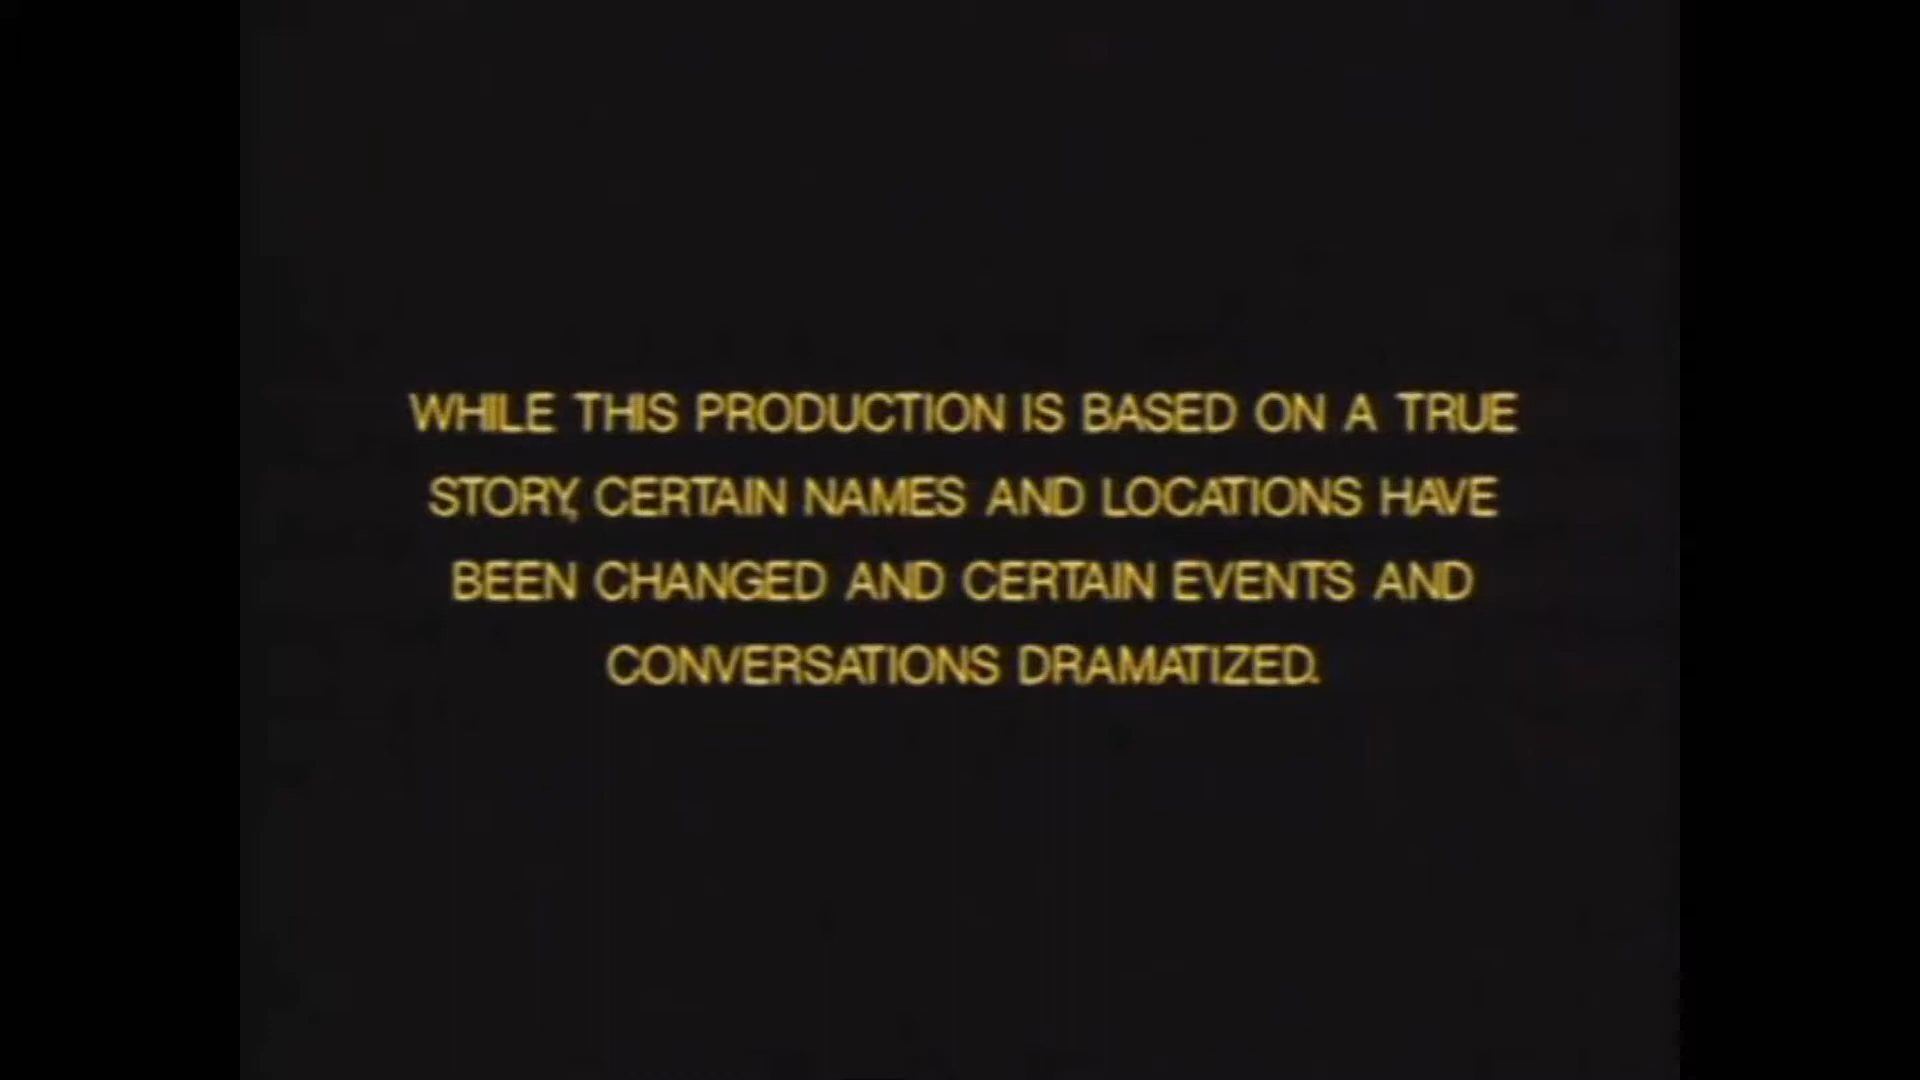 WHILE THIS PRODUCTION IS BASED ON A TRUE
STORY, CERTAIN NAMES AND LOCATIONS HAVE
BEEN CHANGED AND CERTAIN EVENTS AND
CONVERSATIONS DRAMATIZED.